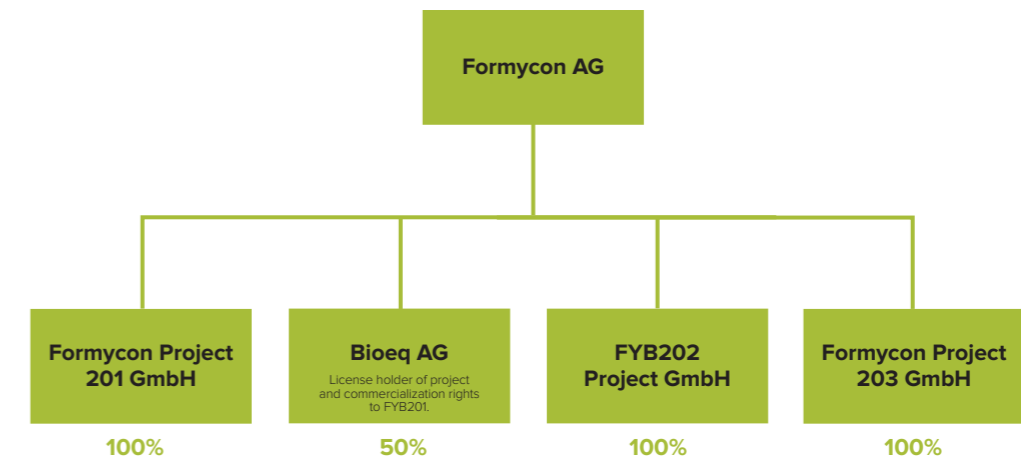 Formycon AG
Formycon Project
201 GmbH
100%
Bioeq AG
License holder of project
and commercialization rights
to FYB201.
50%
FYB202
Project GmbH
100%
Formycon Project
203 GmbH
100%